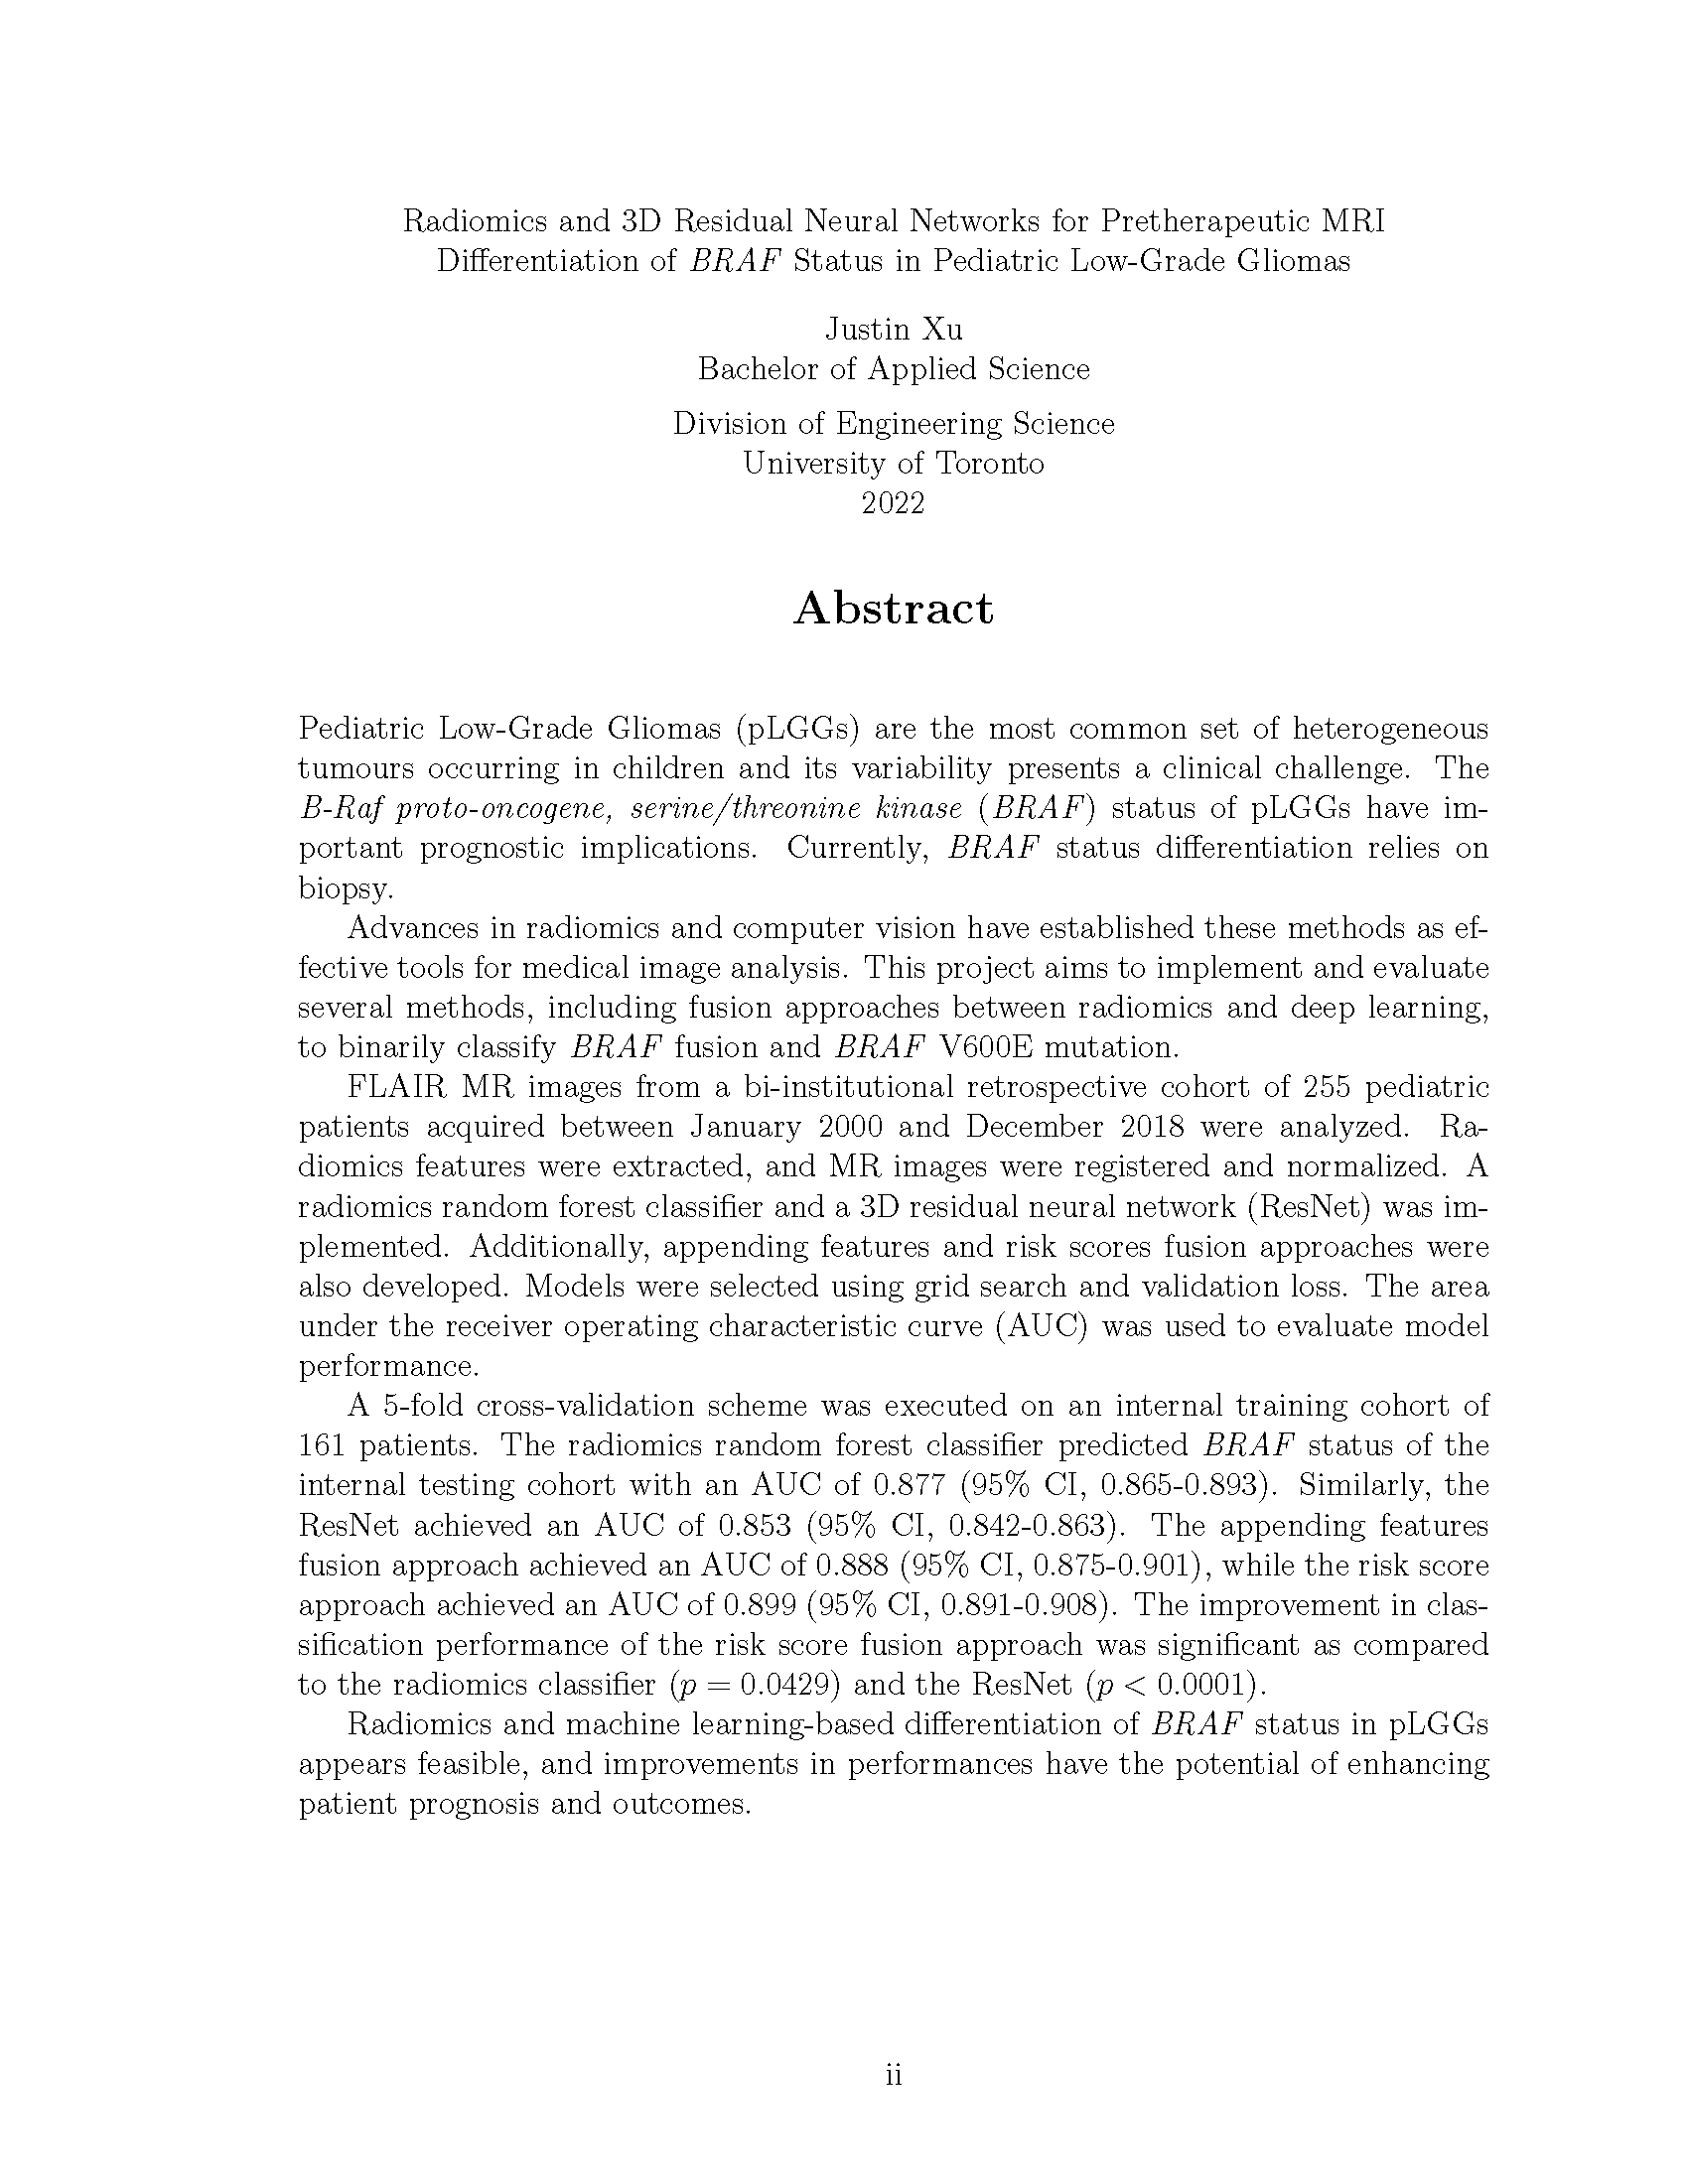 Radiomics and 3D Residual Neural Networks for Pretherapeutic MRI
Differentiation of BRAF Status in Pediatric Low-Grade Gliomas
Justin Xu
Bachelor of Applied Science
Division of Engineering Science
University of Toronto
2022
Abstract
Pediatric Low-Grade Gliomas (pLGGs) are the most common set of heterogeneous
tumours occurring in children and its variability presents a clinical challenge. The
B-Raf proto-oncogene, serine/threonine kinase (BRAF) status of pLGGs have im-
portant prognostic implications. Currently, BRAF status differentiation relies on
biopsy.
Advances in radiomics and computer vision have established these methods as ef-
fective tools for medical image analysis. This project aims to implement and evaluate
several methods, including fusion approaches between radiomics and deep learning,
to binarily classify BRAF fusion and BRAF V600E mutation.
FLAIR MR images from a bi-institutional retrospective cohort of 255 pediatric
patients acquired between January 2000 and December 2018 were analyzed. Ra-
diomics features were extracted, and MR images were registered and normalized. A
radiomics random forest classifier and a 3D residual neural network (ResNet) was im-
plemented. Additionally, appending features and risk scores fusion approaches were
also developed. Models were selected using grid search and validation loss. The area
under the receiver operating characteristic curve (AUC) was used to evaluate model
performance.
A 5-fold cross-validation scheme was executed on an internal training cohort of
161 patients. The radiomics random forest classifier predicted BRAF status of the
internal testing cohort with an AUC of 0.877 (95% CI, 0.865-0.893). Similarly, the
ResNet achieved an AUC of 0.853 (95% CI, 0.842-0.863). The appending features
fusion approach achieved an AUC of 0.888 (95% CI, 0.875-0.901), while the risk score
approach achieved an AUC of 0.899 (95% CI, 0.891-0.908). The improvement in clas-
sification performance of the risk score fusion approach was significant as compared
to the radiomics classifier (p = 0.0429) and the ResNet (p < 0.0001).
Radiomics and machine learning-based differentiation of BRAF status in pLGGs
appears feasible, and improvements in performances have the potential of enhancing
patient prognosis and outcomes.
ii